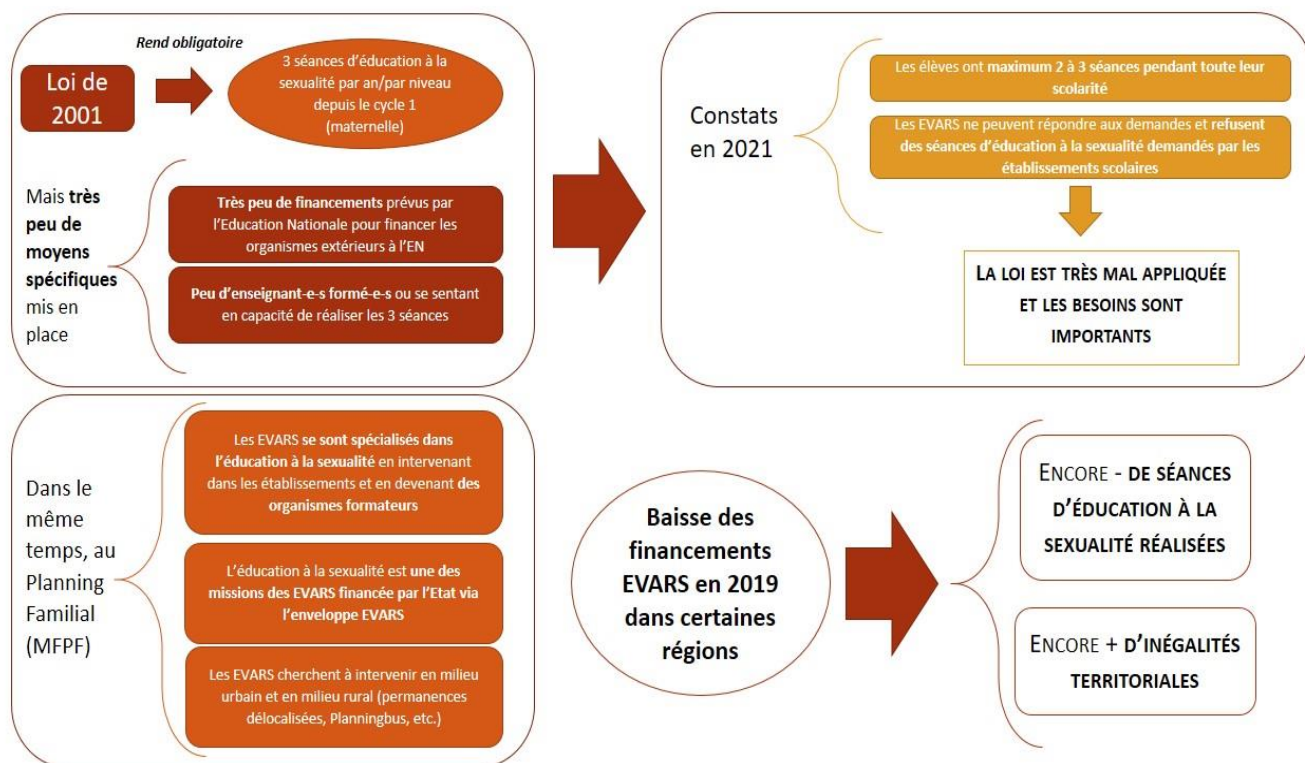 Rend obligatoire
Loi de
2001
3 séances d'éducation à la
sexualité par an/par niveau
depuis le cycle 1
(maternelle)
Mais très
peu de
moyens
spécifiques
mis en
place
Très peu de financements prévus par
l'Education Nationale pour financer les
organismes extérieurs à l'EN
Peu d'enseignant-e-s formé-e-s ou se sentant
en capacité de réaliser les 3 séances
Constats
en 2021
Les élèves ont maximum 2 à 3 séances pendant toute leur
scolarité
Les EVARS ne peuvent répondre aux demandes et refusent
des séances d'éducation à la sexualité demandés par les
établissements scolaires
LA LOI EST TRÈS MAL APPLIQUÉE
ET LES BESOINS SONT
IMPORTANTS
Dans le
même
temps, au
Planning
Familial
(MFPF)
Les EVARS se sont spécialisés dans
l'éducation à la sexualité en intervenant
dans les établissements et en devenant des
organismes formateurs
L'éducation à la sexualité est une des
missions des EVARS financée par l'Etat via
l'enveloppe EVARS
Les EVARS cherchent à intervenir en milieu
urbain et en milieu rural (permanences
délocalisées, Planningbus, etc.)
Baisse des
financements
EVARS en 2019
dans certaines
régions
ENCORE - DE SÉANCES
D'ÉDUCATION À LA
SEXUALITÉ RÉALISÉES
ENCORE + D'INÉGALITÉS
TERRITORIALES